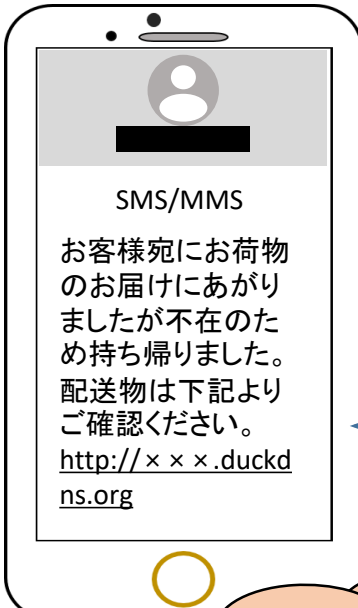 SMS/MMS
お客様宛にお荷物
のお届けにあがり
ましたが不在のた
め持ち帰りました。
配送物は下記より
ご確認ください。
http://×××.duckd
ns.org